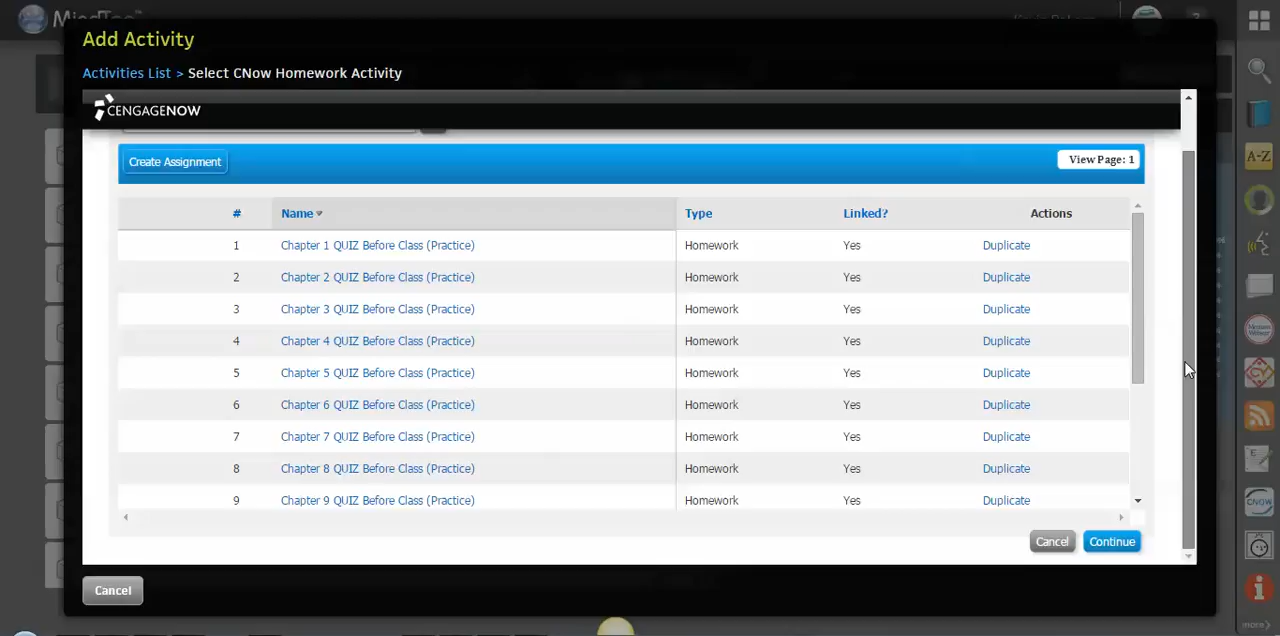 Add Activity
Activities List > Select CNow Homework Activity
CENGAGENOW
Create Assignment
View Page: 1
# Name Type Linked? Actions
1 Chapter 1 QUIZ Before Class (Practice) Homework Yes Duplicate
2 Chapter 2 QUIZ Before Class (Practice) Homework Yes Duplicate
3 Chapter 3 QUIZ Before Class (Practice) Homework Yes Duplicate
4 Chapter 4 QUIZ Before Class (Practice) Homework Yes Duplicate
5 Chapter 5 QUIZ Before Class (Practice) Homework Yes Duplicate
6 Chapter 6 QUIZ Before Class (Practice) Homework Yes Duplicate
7 Chapter 7 QUIZ Before Class (Practice) Homework Yes Duplicate
8 Chapter 8 QUIZ Before Class (Practice) Homework Yes Duplicate
9 Chapter 9 QUIZ Before Class (Practice) Homework Yes Duplicate
Cancel Continue
Cancel
A-Z
CNOW
more>